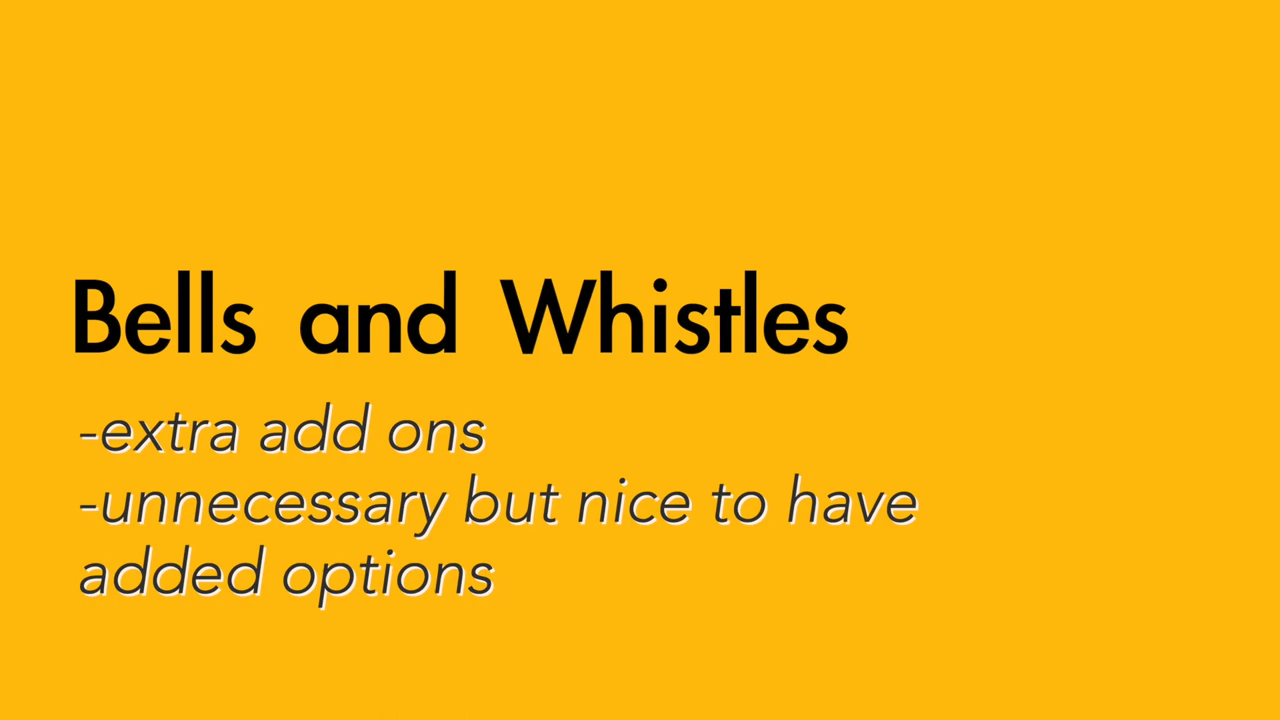 Bells and Whistles
-extra add ons
-unnecessary but nice to have
added options